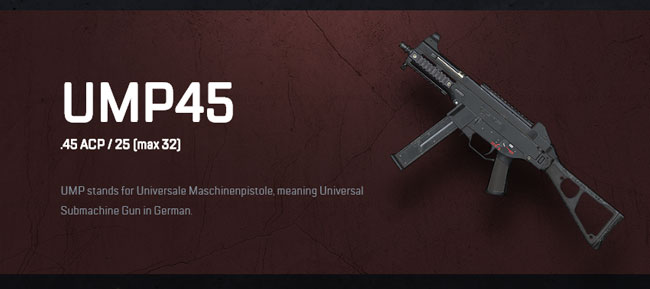 UMP45
.45 ACP / 25 (max 32)
UMP stands for Universale Maschinenpistole, meaning Universal
Submachine Gun in German.